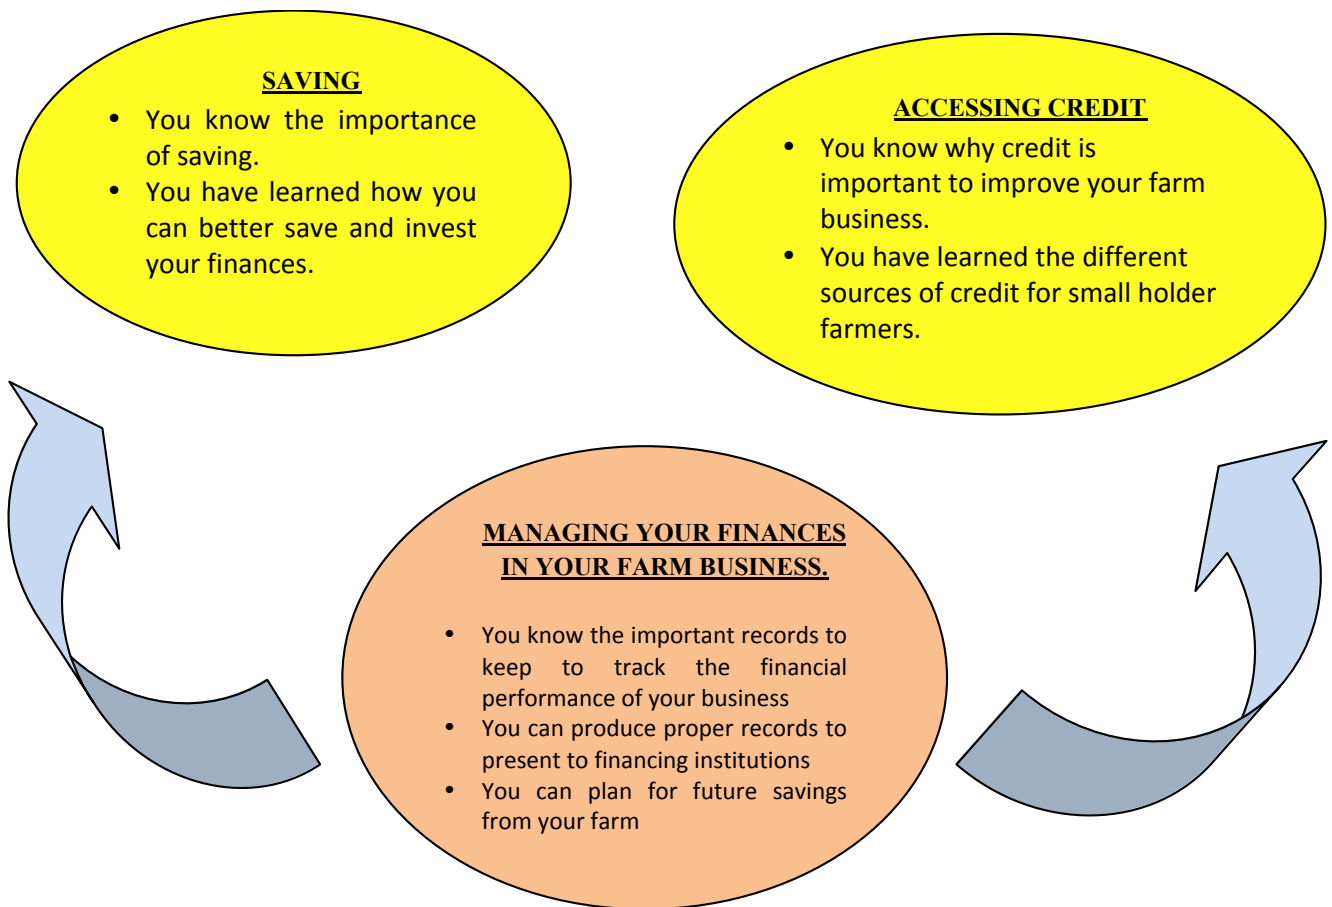 SAVING
• You know the importance
of saving.
• You have learned how you
can better save and invest
your finances.
ACCESSING CREDIT
• You know why credit is
important to improve your farm
business.
• You have learned the different
sources of credit for small holder
farmers.
MANAGING YOUR FINANCES
IN YOUR FARM BUSINESS.
• You know the important records to
keep to track the financial
performance of your business
• You can produce proper records to
present to financing institutions
• You can plan for future savings
from your farm